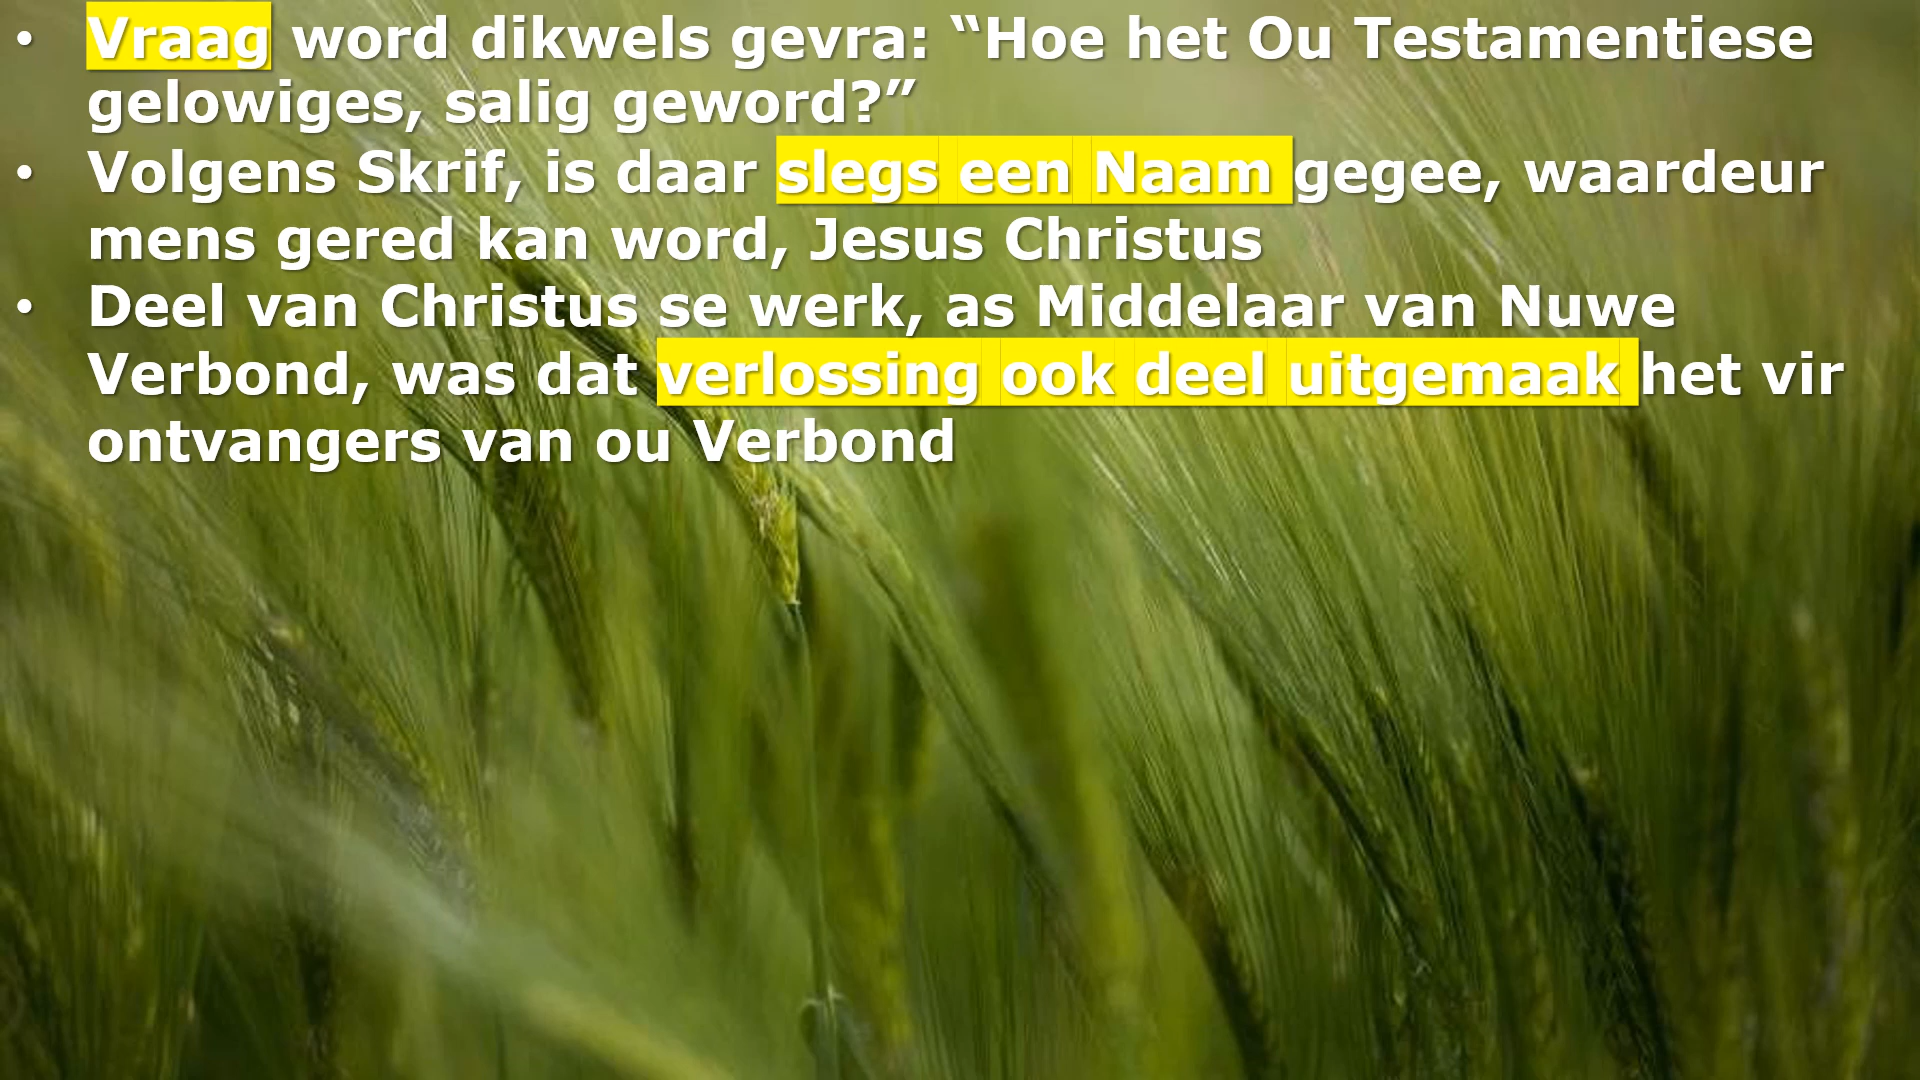 • Vraag word dikwels gevra: “Hoe het Ou Testamentiese
gelowiges, salig geword?”
• Volgens Skrif, is daar slegs een Naam gegee, waardeur
mens gered kan word, Jesus Christus
• Deel van Christus se werk, as Middelaar van Nuwe
Verbond, was dat verlossing ook deel uitgemaak het vir
ontvangers van ou Verbond